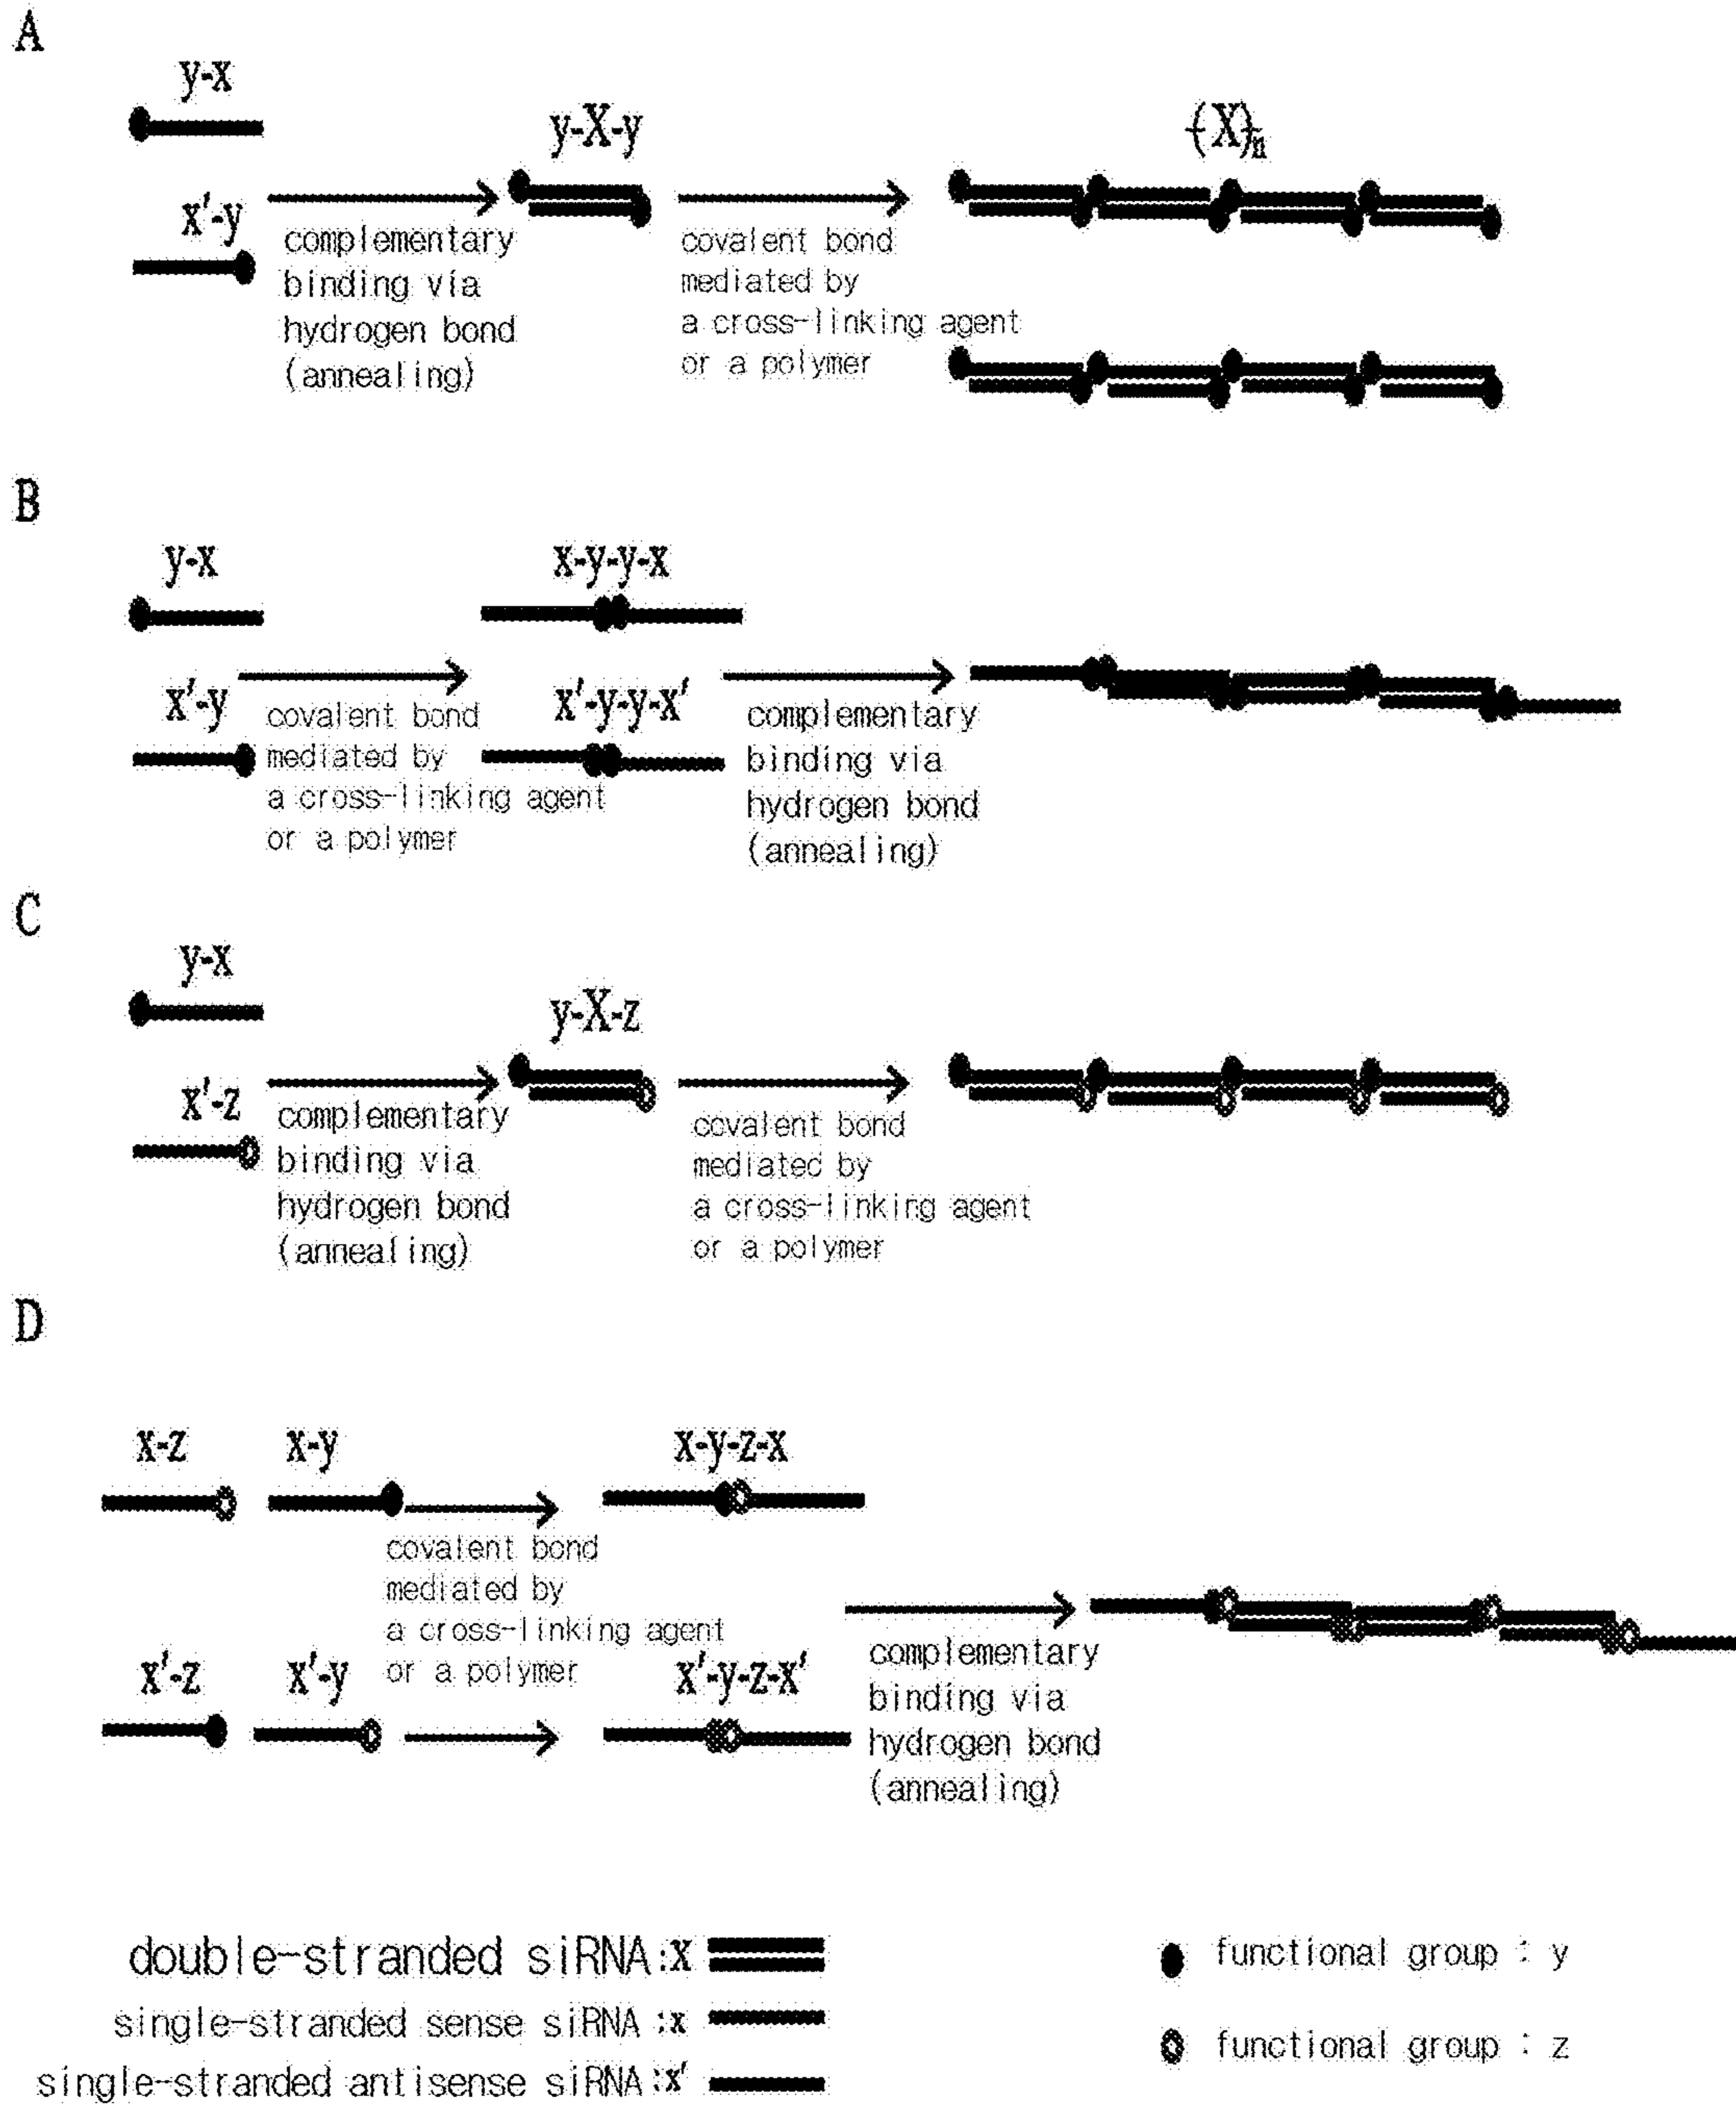 A
y-x
y-X-y
-(X)-n
x'-y
complementary
binding via
hydrogen bond
(annealing)
covalent bond
mediated by
a cross-linking agent
or a polymer
B
y-x
x-y-y-x
x'-y
x'-y-y-x'
covalent bond
mediated by
a cross-linking agent
or a polymer
complementary
binding via
hydrogen bond
(annealing)
C
y-x
y-X-z
x'-z
complementary
binding via
hydrogen bond
(annealing)
covalent bond
mediated by
a cross-linking agent
or a polymer
D
x-z
x-y
x-y-z-x
covalent bond
mediated by
a cross-linking agent
or a polymer
x'-z
x'-y
x'-y-z-x'
complementary
binding via
hydrogen bond
(annealing)
double-stranded siRNA:X
single-stranded sense siRNA :x
single-stranded antisense siRNA:x'
functional group : y
functional group : z